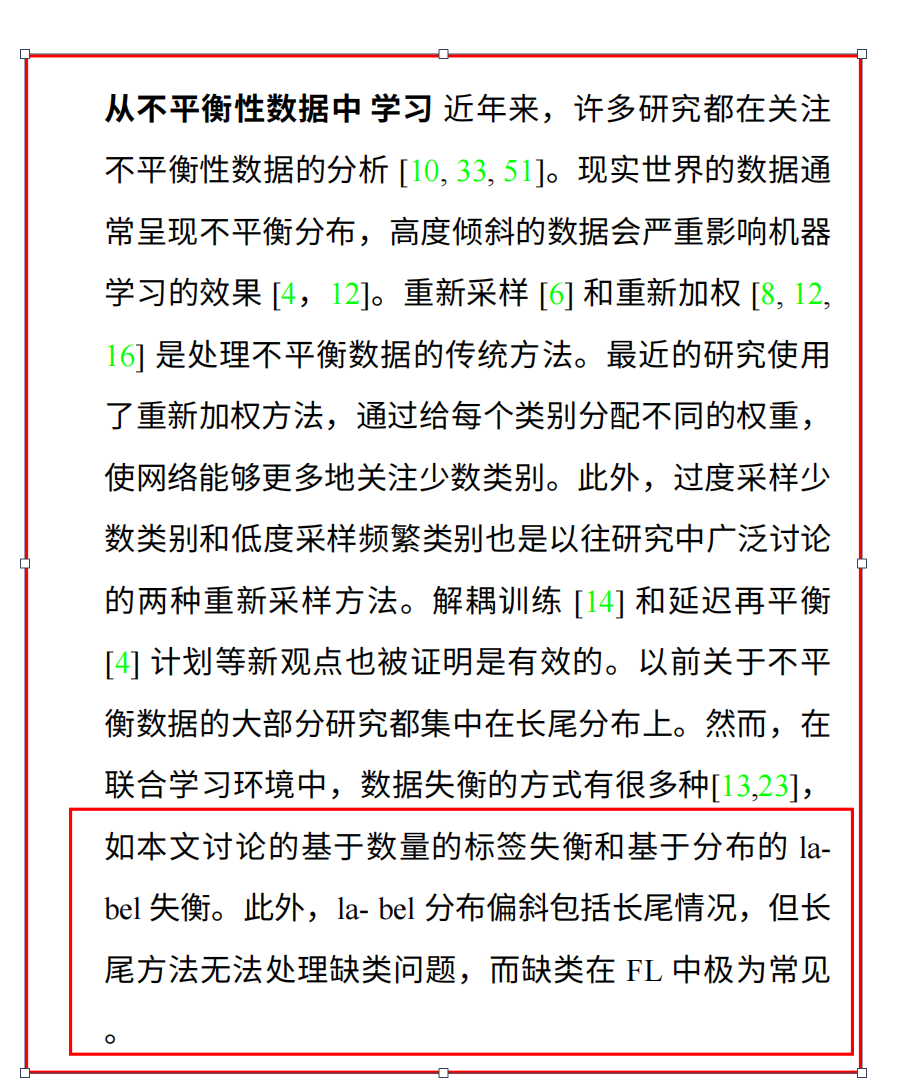 从不平衡性数据中 学习 近年来，许多研究都在关注
不平衡性数据的分析 [10, 33, 51]。现实世界的数据通
常呈现不平衡分布，高度倾斜的数据会严重影响机器
学习的效果 [4，12]。重新采样 [6] 和重新加权 [8, 12,
16] 是处理不平衡数据的传统方法。最近的研究使用
了重新加权方法，通过给每个类别分配不同的权重，
使网络能够更多地关注少数类别。此外，过度采样少
数类别和低度采样频繁类别也是以往研究中广泛讨论
的两种重新采样方法。解耦训练 [14] 和延迟再平衡
[4] 计划等新观点也被证明是有效的。以前关于不平
衡数据的大部分研究都集中在长尾分布上。然而，在
联合学习环境中，数据失衡的方式有很多种[13,23]，
如本文讨论的基于数量的标签失衡和基于分布的 la-
bel 失衡。此外，la- bel 分布偏斜包括长尾情况，但长
尾方法无法处理缺类问题，而缺类在 FL 中极为常见
。